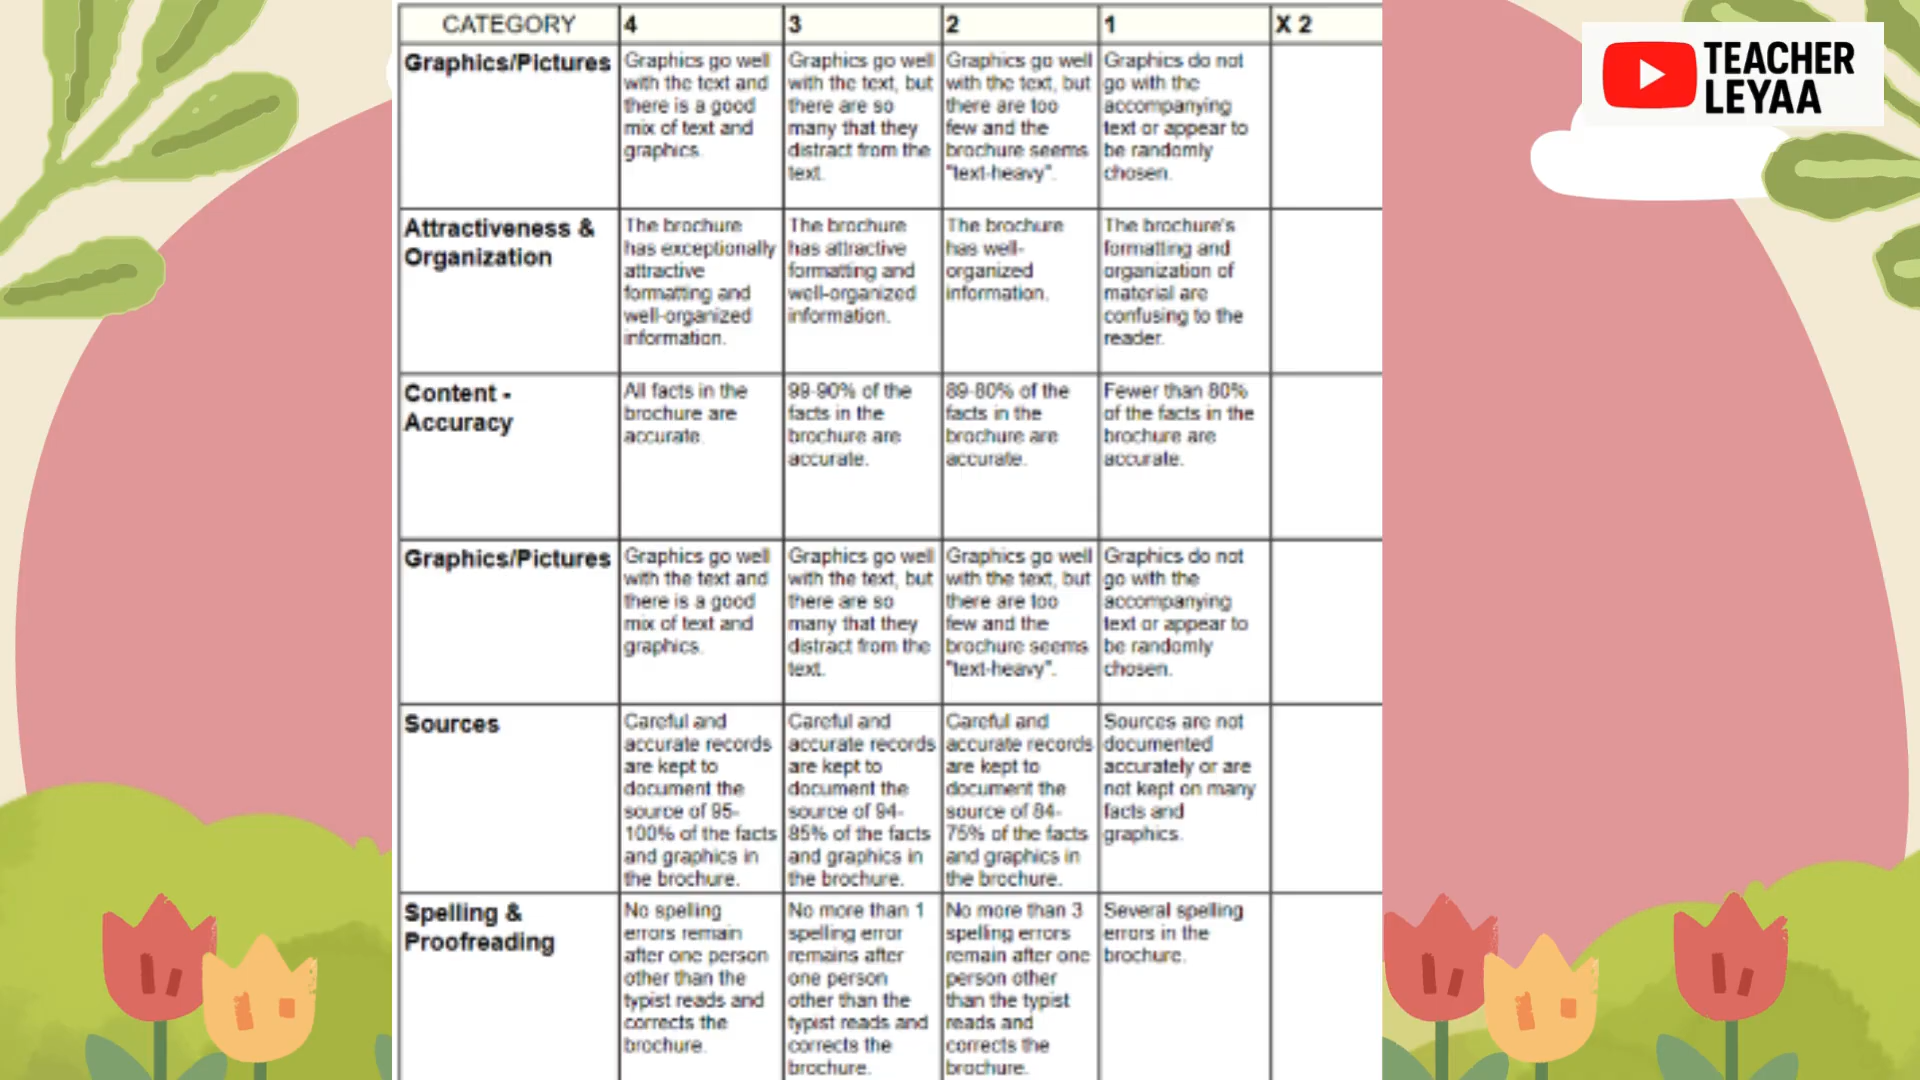 CATEGORY 4 3 2 1 X 2
Graphics/Pictures
Graphics go well
with the text and
there is a good
mix of text and
graphics.
Graphics go well
with the text, but
there are so
many that they
distract from the
text.
Graphics go well
with the text, but
there are too
few and the
brochure seems
"text-heavy".
Graphics do not
go with the
accompanying
text or appear to
be randomly
chosen.
Attractiveness &
Organization
The brochure
has exceptionally
attractive
formatting and
well-organized
information.
The brochure
has attractive
formatting and
well-organized
information.
The brochure
has well-
organized
information.
The brochure's
formatting and
organization of
material are
confusing to the
reader.
Content -
Accuracy
All facts in the
brochure are
accurate.
99-90% of the
facts in the
brochure are
accurate.
89-80% of the
facts in the
brochure are
accurate.
Fewer than 80%
of the facts in the
brochure are
accurate.
Graphics/Pictures
Graphics go well
with the text and
there is a good
mix of text and
graphics.
Graphics go well
with the text, but
there are so
many that they
distract from the
text.
Graphics go well
with the text, but
there are too
few and the
brochure seems
"text-heavy".
Graphics do not
go with the
accompanying
text or appear to
be randomly
chosen.
Sources
Careful and
accurate records
are kept to
document the
source of 95-
100% of the facts
and graphics in
the brochure.
Careful and
accurate records
are kept to
document the
source of 94-
85% of the facts
and graphics in
the brochure.
Careful and
accurate records
are kept to
document the
source of 84-
75% of the facts
and graphics in
the brochure.
Sources are not
documented
accurately or are
not kept on many
facts and
graphics.
Spelling &
Proofreading
No spelling
errors remain
after one person
other than the
typist reads and
corrects the
brochure.
No more than 1
spelling error
remains after
one person
other than the
typist reads and
corrects the
brochure.
No more than 3
spelling errors
remain after one
person other
than the typist
reads and
corrects the
brochure.
Several spelling
errors in the
brochure.
TEACHER
LEYAA